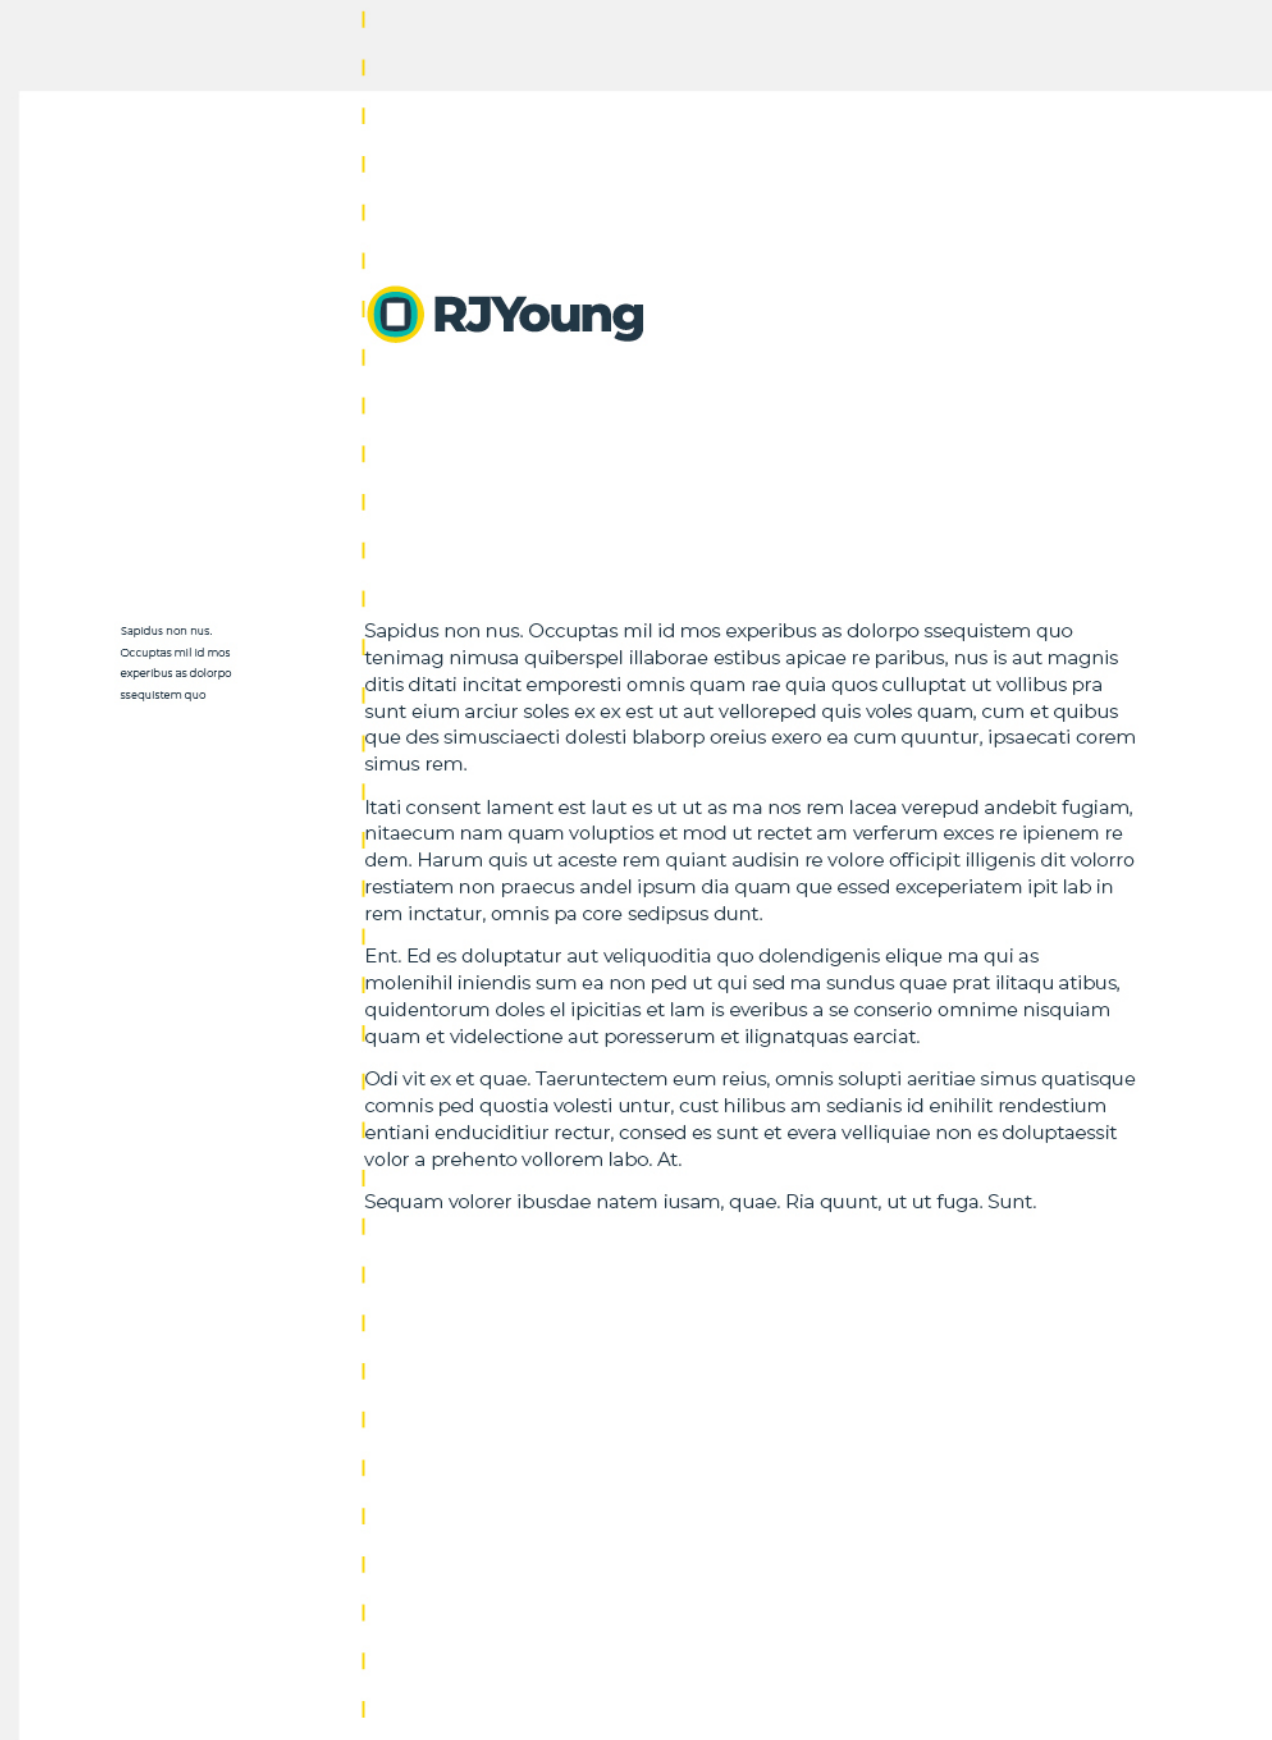 RJYoung
Sapidus non nus.
Occuptas mil id mos
experibus as dolorpo
ssequistem quo
Sapidus non nus. Occuptas mil id mos experibus as dolorpo ssequistem quo
tenimag nimusa quiberspel illaborae estibus apicae re paribus, nus is aut magnis
ditis ditati incitat emporesti omnis quam rae quia quos culluptat ut vollibus pra
sunt eium arciur soles ex ex est ut aut velloreped quis voles quam, cum et quibus
que des simusciaecti dolesti blaborp oreius exero ea cum quuntur, ipsaecati corem
simus rem.
Itati consent lament est laut es ut ut as ma nos rem lacea verepud andebit fugiam,
nitaecum nam quam voluptios et mod ut rectet am verferum exces re ipienem re
dem. Harum quis ut aceste rem quiant audisin re volore officipit illigenis dit volorro
restiatem non praecus andel ipsum dia quam que essed exceperiatem ipit lab in
rem inctatur, omnis pa core sedipsus dunt.
Ent. Ed es doluptatur aut veliquoditia quo dolendigenis elique ma qui as
molenihil iniendis sum ea non ped ut qui sed ma sundus quae prat ilitaqu atibus,
quidentorum doles el ipicitias et lam is everibus a se conserio omnime nisquiam
quam et videlectione aut poresserum et ilignatquas earciat.
Odi vit ex et quae. Taeruntectem eum reius, omnis solupti aeritiae simus quatisque
comnis ped quostia volesti untur, cust hilibus am sedianis id enihilit rendestium
entiani enduciditiur rectur, consed es sunt et evera velliquiae non es doluptaessit
volor a prehento vollorem labo. At.
Sequam volorer ibusdae natem iusam, quae. Ria quunt, ut ut fuga. Sunt.